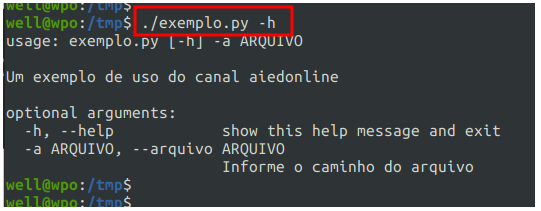 well@wpo:/tmp$
well@wpo:/tmp$ ./exemplo.py -h
usage: exemplo.py [-h] -a ARQUIVO
Um exemplo de uso do canal aiedonline
optional arguments:
-h, --help show this help message and exit
-a ARQUIVO, --arquivo ARQUIVO
Informe o caminho do arquivo
well@wpo:/tmp$
well@wpo:/tmp$